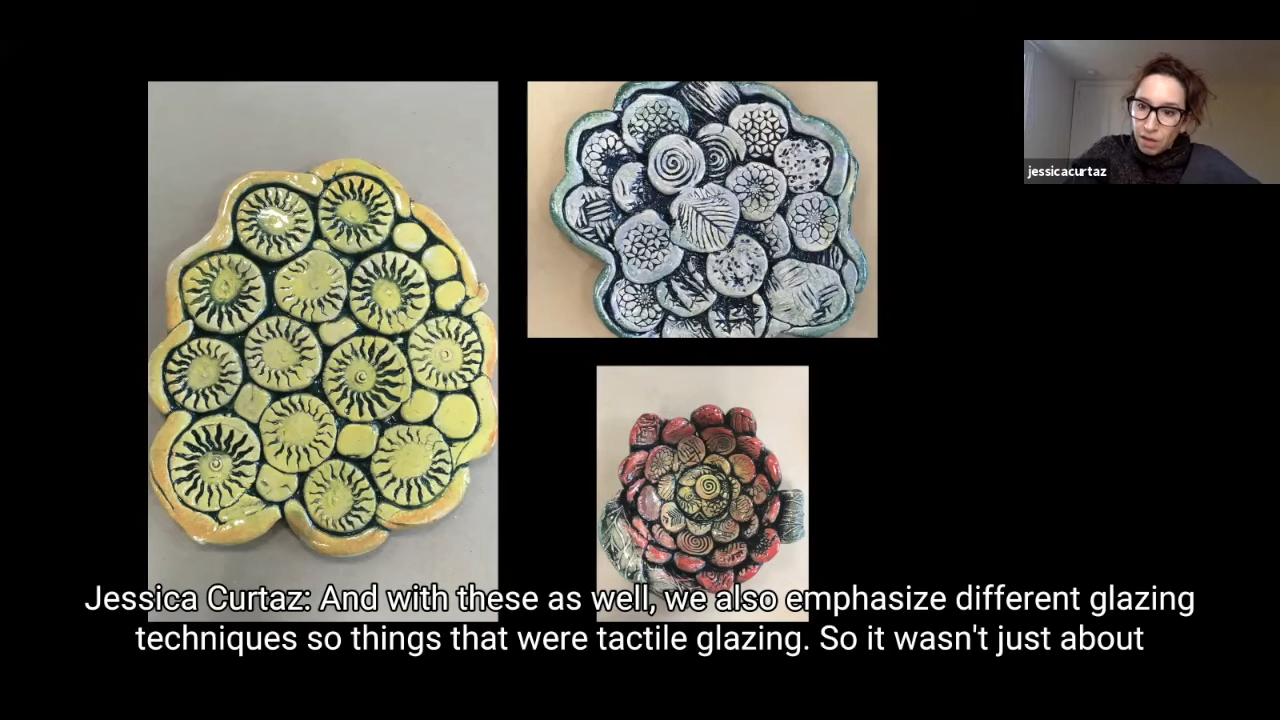 jessicacurtaz
Jessica Curtaz: And with these as well, we also emphasize different glazing
techniques so things that were tactile glazing. So it wasn't just about